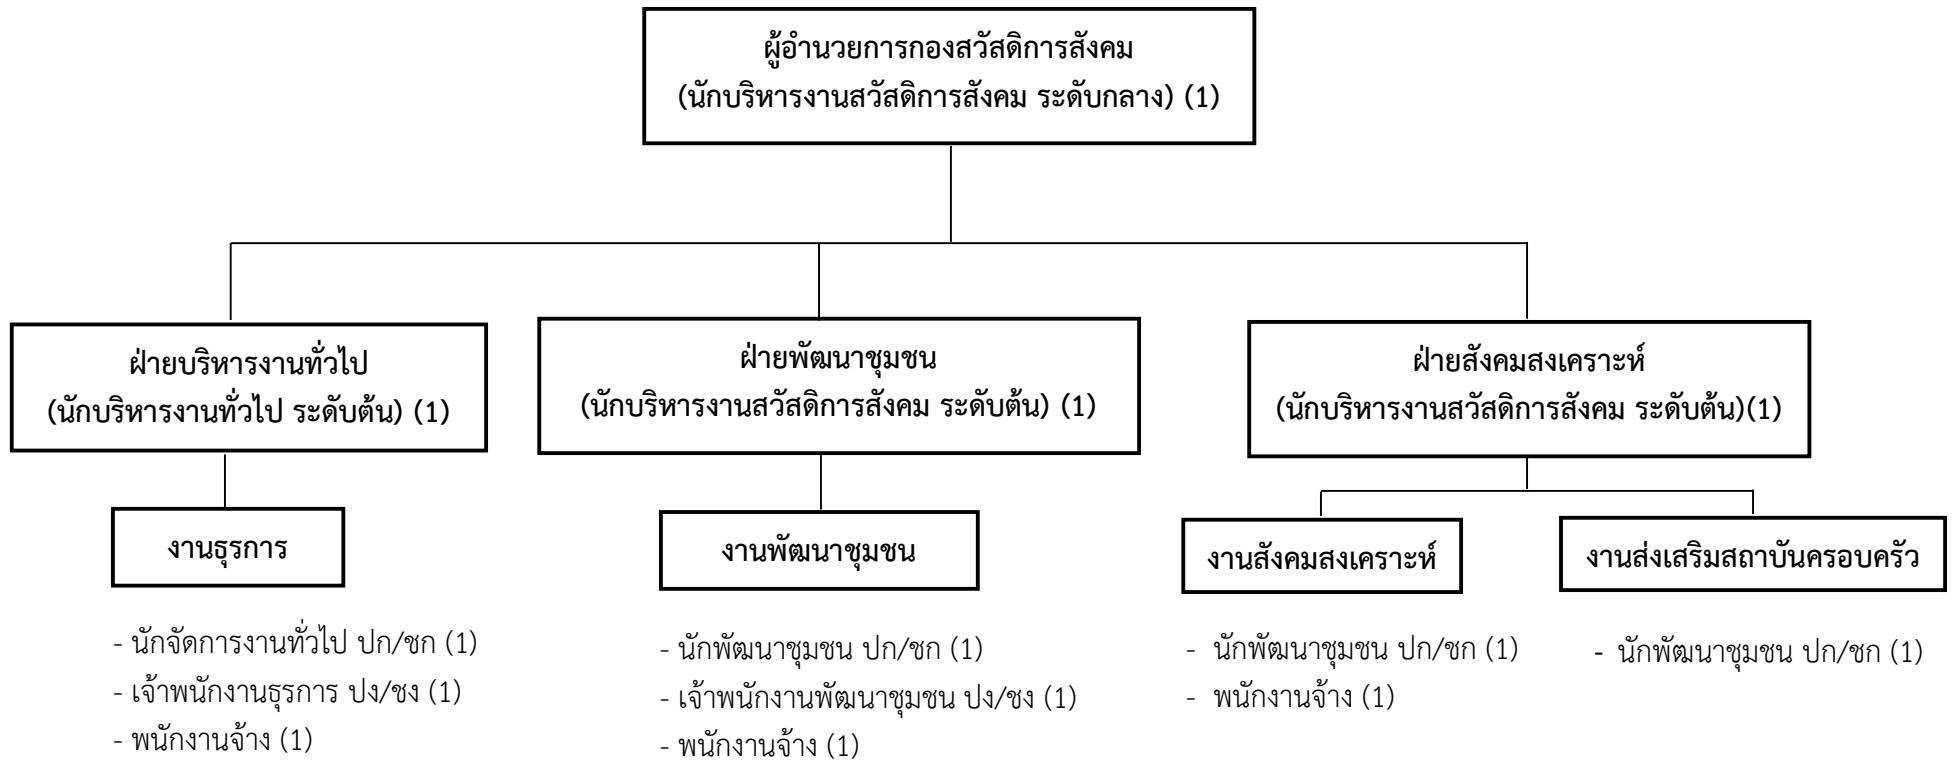 ผู้อำนวยการกองสวัสดิการสังคม
(นักบริหารงานสวัสดิการสังคม ระดับกลาง) (1)
ฝ่ายบริหารงานทั่วไป
(นักบริหารงานทั่วไป ระดับต้น) (1)
ฝ่ายพัฒนาชุมชน
(นักบริหารงานสวัสดิการสังคม ระดับต้น) (1)
ฝ่ายสังคมสงเคราะห์
(นักบริหารงานสวัสดิการสังคม ระดับต้น)(1)
งานธุรการ
- นักจัดการงานทั่วไป ปก/ชก (1)
- เจ้าพนักงานธุรการ ปง/ชง (1)
- พนักงานจ้าง (1)
งานพัฒนาชุมชน
- นักพัฒนาชุมชน ปก/ชก (1)
- เจ้าพนักงานพัฒนาชุมชน ปง/ชง (1)
- พนักงานจ้าง (1)
งานสังคมสงเคราะห์
- นักพัฒนาชุมชน ปก/ชก (1)
- พนักงานจ้าง (1)
งานส่งเสริมสถาบันครอบครัว
- นักพัฒนาชุมชน ปก/ชก (1)